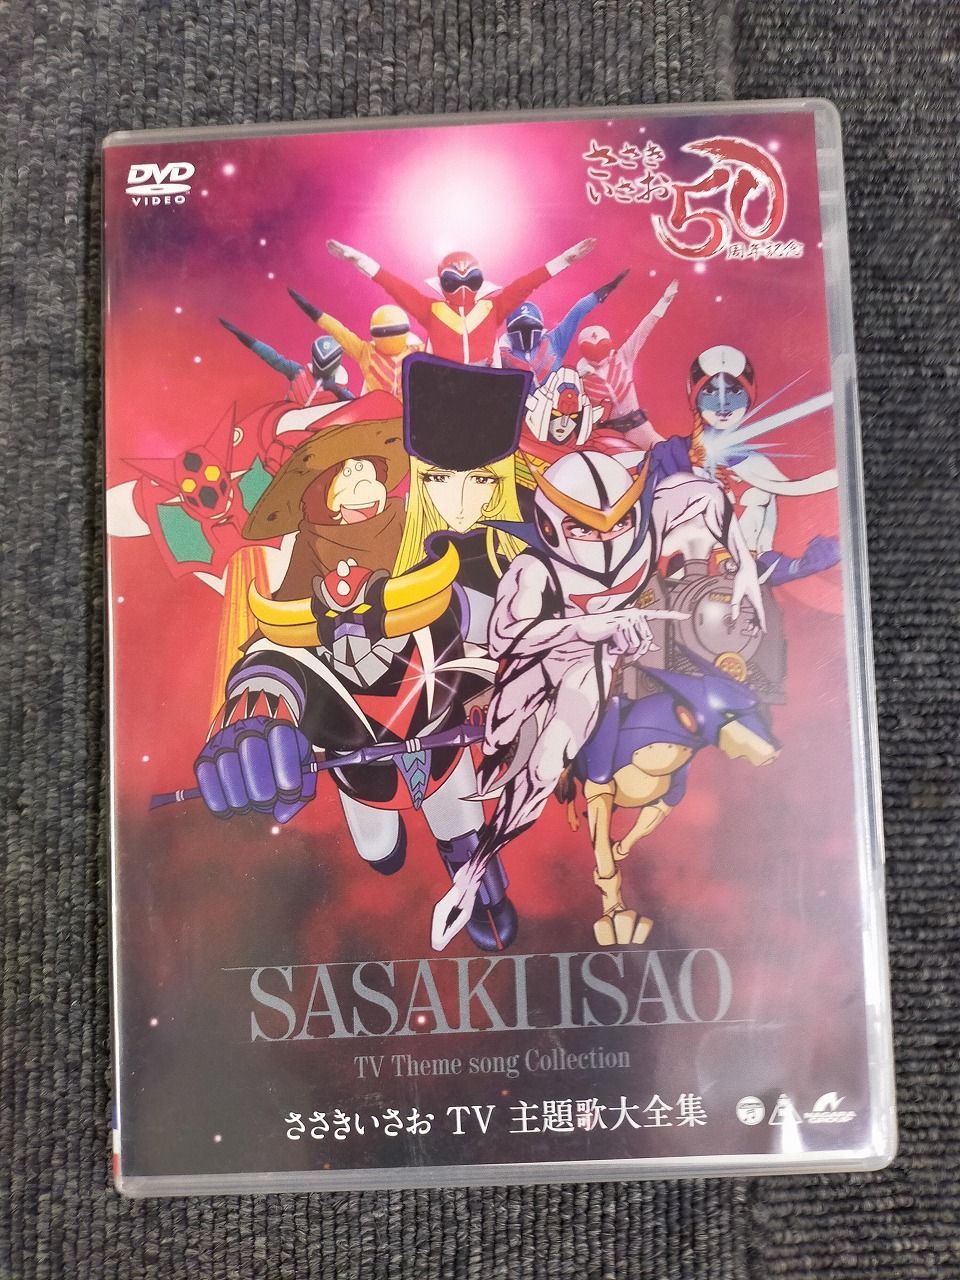 DVD
VIDEO
ささき
いさお
50
周年記念
SASAKI ISAO
TV Theme song Collection
ささきいさお TV 主題歌大全集